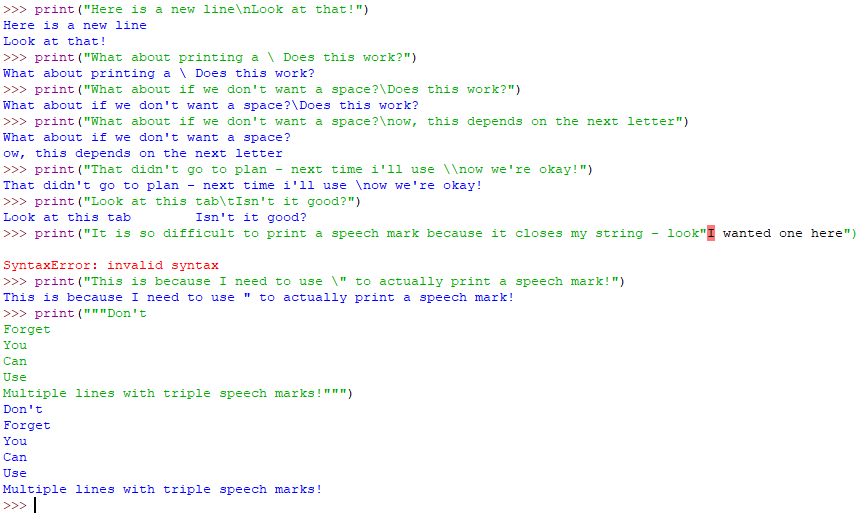 >>> print("Here is a new line\nLook at that!")
Here is a new line
Look at that!
>>> print("What about printing a \ Does this work?")
What about printing a \ Does this work?
>>> print("What about if we don't want a space?\Does this work?")
What about if we don't want a space?\Does this work?
>>> print("What about if we don't want a space?\now, this depends on the next letter")
What about if we don't want a space?
ow, this depends on the next letter
>>> print("That didn't go to plan - next time i'll use \\now we're okay!")
That didn't go to plan - next time i'll use \now we're okay!
>>> print("Look at this tab\tIsn't it good?")
Look at this tab        Isn't it good?
>>> print("It is so difficult to print a speech mark because it closes my string - look"I wanted one here")
SyntaxError: invalid syntax
>>> print("This is because I need to use \" to actually print a speech mark!")
This is because I need to use " to actually print a speech mark!
>>> print("""Don't
Forget
You
Can
Use
Multiple lines with triple speech marks!""")
Don't
Forget
You
Can
Use
Multiple lines with triple speech marks!
>>>